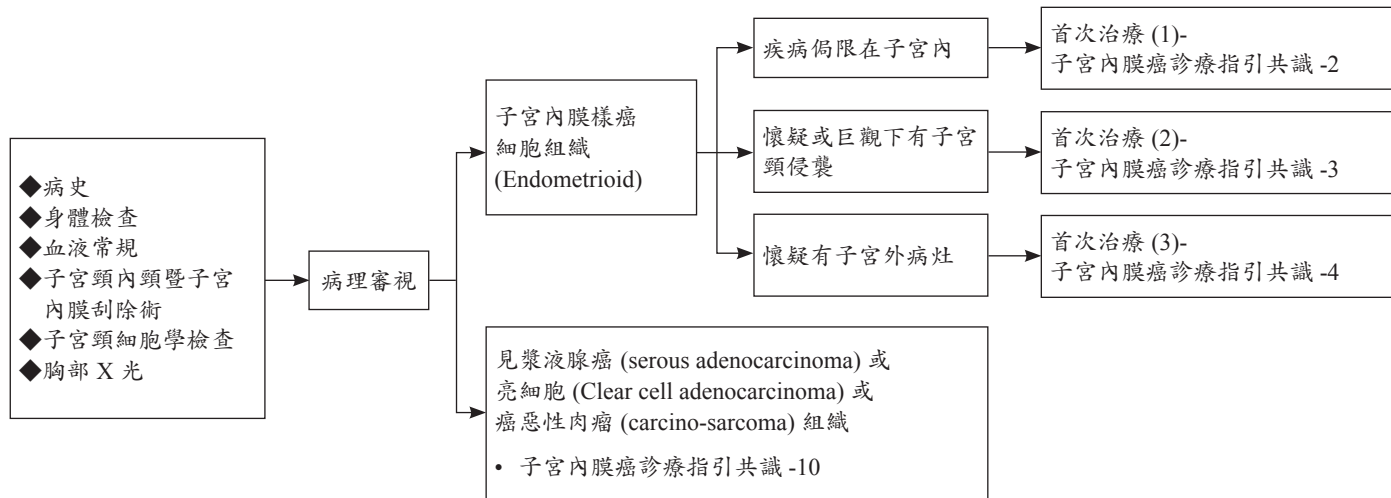 ◆病史
◆身體檢查
◆血液常規
◆子宮頸內頸暨子宮
內膜刮除術
◆子宮頸細胞學檢查
◆胸部 X 光
病理審視
子宮內膜樣癌
細胞組織
(Endometrioid)
疾病侷限在子宮內
首次治療 (1)-
子宮內膜癌診療指引共識 -2
懷疑或巨觀下有子宮
頸侵襲
首次治療 (2)-
子宮內膜癌診療指引共識 -3
懷疑有子宮外病灶
首次治療 (3)-
子宮內膜癌診療指引共識 -4
見漿液腺癌 (serous adenocarcinoma) 或
亮細胞 (Clear cell adenocarcinoma) 或
癌惡性肉瘤 (carcino-sarcoma) 組織
• 子宮內膜癌診療指引共識 -10